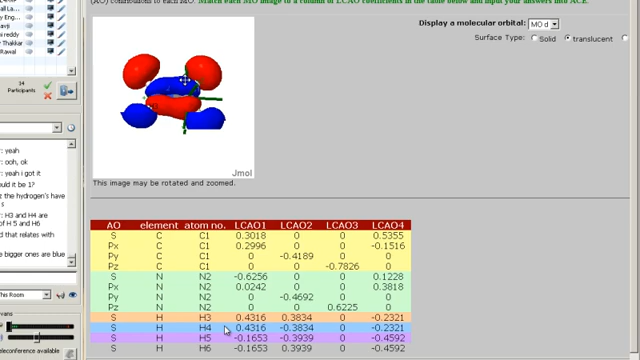 (AO) contributions to each MO. Match each MO image to a column of LCAO coefficients in the table below and input your answers into ACE.
Display a molecular orbital: MO d
Surface Type: Solid translucent
Jmol
This image may be rotated and zoomed.
14
Participants
: yeah
: ooh, ok
: yeah i got it
uld it be 1?
z the hydrogen's have
: H3 and H4 are
of H 5 and H6
d that relates with
e bigger ones are blue
This Room
eleconference available
AO element atom no. LCAO1 LCAO2 LCAO3 LCAO4
S C C1 0.3018 0 0 0.5355
Px C C1 0.2996 0 0 -0.1516
Py C C1 0 -0.4189 0 0
Pz C C1 0 0 -0.7826 0
S N N2 -0.6256 0 0 0.1228
Px N N2 0.0242 0 0 0.3818
Py N N2 0 -0.4692 0 0
Pz N N2 0 0 0.6225 0
S H H3 0.4316 0.3834 0 -0.2321
S H H4 0.4316 -0.3834 0 -0.2321
S H H5 -0.1653 -0.3939 0 -0.4592
S H H6 -0.1653 0.3939 0 -0.4592